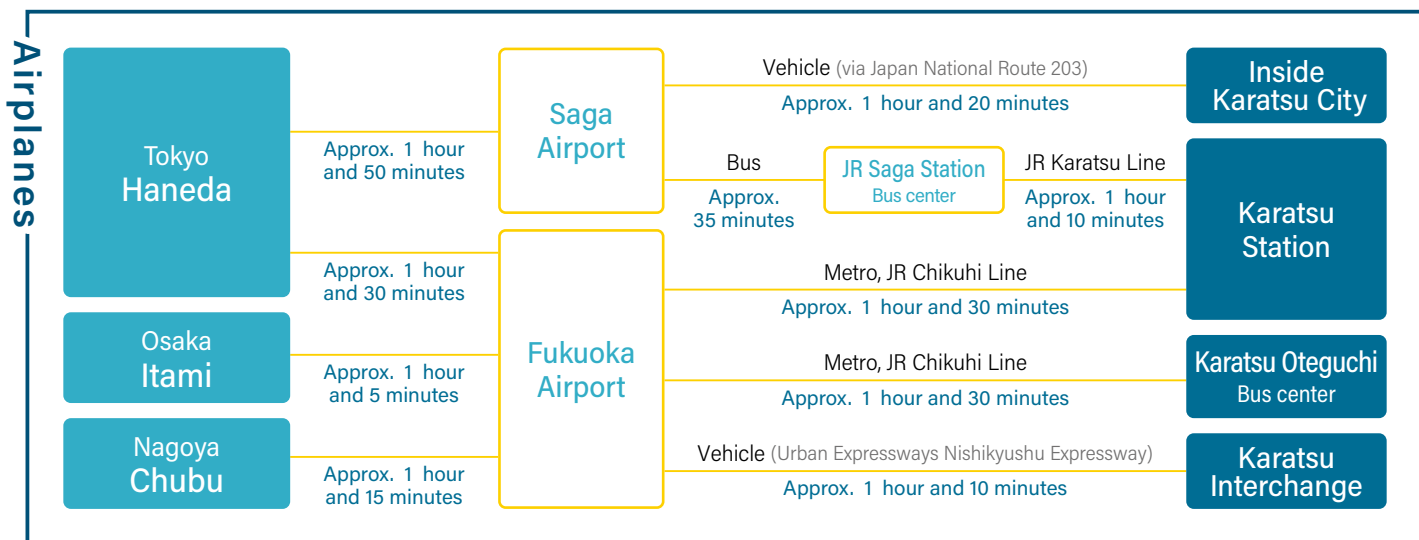 Airplanes
Tokyo
Haneda
Approx. 1 hour
and 50 minutes
Approx. 1 hour
and 30 minutes
Osaka
Itami
Approx. 1 hour
and 5 minutes
Nagoya
Chubu
Approx. 1 hour
and 15 minutes
Saga
Airport
Vehicle (via Japan National Route 203)
Approx. 1 hour and 20 minutes
Inside
Karatsu City
Bus
Approx.
35 minutes
JR Saga Station
Bus center
JR Karatsu Line
Approx. 1 hour
and 10 minutes
Karatsu
Station
Fukuoka
Airport
Metro, JR Chikuhi Line
Approx. 1 hour and 30 minutes
Metro, JR Chikuhi Line
Approx. 1 hour and 30 minutes
Karatsu Oteguchi
Bus center
Vehicle (Urban Expressways Nishikyushu Expressway)
Approx. 1 hour and 10 minutes
Karatsu
Interchange